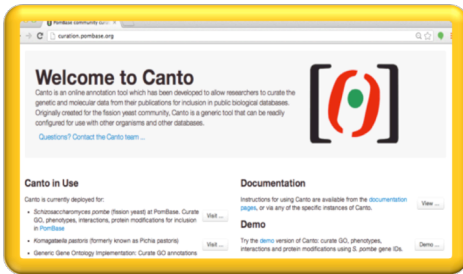 PomBase community cur
curation.pombase.org
Welcome to Canto
Canto is an online annotation tool which has been developed to allow researchers to curate the
genetic and molecular data from their publications for inclusion in public biological databases.
Originally created for the fission yeast community, Canto is a generic tool that can be readily
configured for use with other organisms and other databases.
Questions? Contact the Canto team ...
Canto in Use
Canto is currently deployed for:
• Schizosaccharomyces pombe (fission yeast) at PomBase. Curate
GO, phenotypes, interactions, protein modifications for inclusion
in PomBase
Visit ...
• Komagataella pastoris (formerly known as Pichia pastoris)
Visit ...
• Generic Gene Ontology Implementation: Curate GO annotations
Documentation
Instructions for using Canto are available from the documentation
pages, or via any of the specific instances of Canto.
View ...
Demo
Try the demo version of Canto: curate GO, phenotypes,
interactions and protein modifications using S. pombe gene IDs.
Demo ...